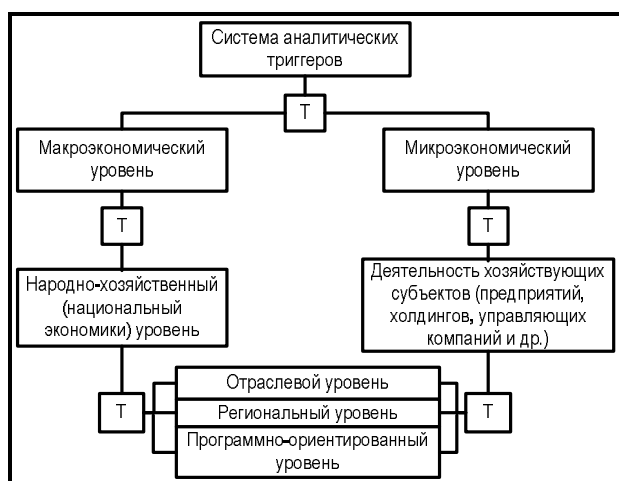 Система аналитических
триггеров
Т
Макроэкономический
уровень
Микроэкономический
уровень
Т
Т
Народно-хозяйственный
(национальный
экономики) уровень
Деятельность хозяйствующих
субъектов (предприятий,
холдингов, управляющих
компаний и др.)
Т
Отраслевой уровень
Региональный уровень
Программно-ориентированный
уровень
Т